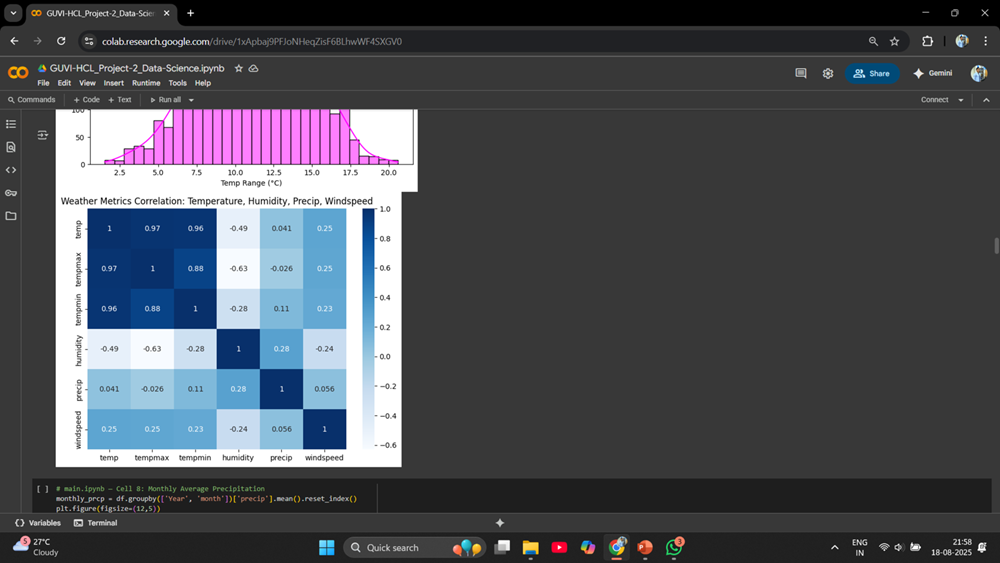 GUVI-HCL_Project-2_Data-Scien
colab.research.google.com/drive/1xApbaj9PFJoNHeqZisF6BLhwWF4SXGV0
GUVI-HCL_Project-2_Data-Science.ipynb
File Edit View Insert Runtime Tools Help
Share
Gemini
Commands + Code + Text Run all
Connect
100
50
0
2.5 5.0 7.5 10.0 12.5 15.0 17.5 20.0
Temp Range (°C)
Weather Metrics Correlation: Temperature, Humidity, Precip, Windspeed
temp 1 0.97 0.96 -0.49 0.041 0.25
tempmax 0.97 1 0.88 -0.63 -0.026 0.25
tempmin 0.96 0.88 1 -0.28 0.11 0.23
humidity -0.49 -0.63 -0.28 1 0.28 -0.24
precip 0.041 -0.026 0.11 0.28 1 0.056
windspeed 0.25 0.25 0.23 -0.24 0.056 1
temp tempmax tempmin humidity precip windspeed
1.0
0.8
0.6
0.4
0.2
0.0
−0.2
−0.4
−0.6
[ ] # main.ipynb — Cell 8: Monthly Average Precipitation
monthly_prcp = df.groupby(['Year', 'month'])['precip'].mean().reset_index()
plt.figure(figsize=(12,5))
Variables Terminal
5
27°C
Cloudy
Quick search
3
ENG
IN
21:58
18-08-2025